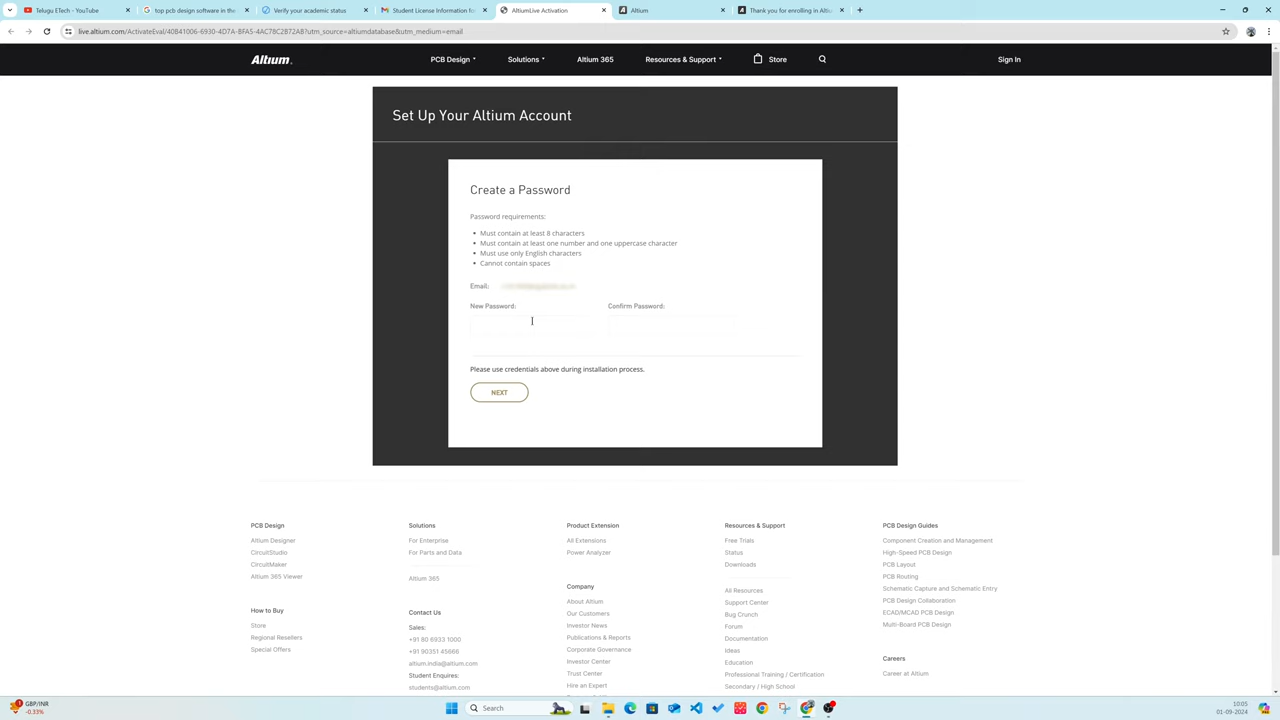 Telugu ETech - YouTube
top pcb design software in the
Verify your academic status
Student License Information fo
AltiumLive Activation
Altium
Thank you for enrolling in Altiu
live.altium.com/ActivateEval/40B41006-6930-4D7A-BFA5-4AC78C2B72AB?utm_source=altiumdatabase&utm_medium=email
Altium
PCB Design
Solutions
Altium 365
Resources & Support
Store
Sign In
Set Up Your Altium Account
Create a Password
Password requirements:
• Must contain at least 8 characters
• Must contain at least one number and one uppercase character
• Must use only English characters
• Cannot contain spaces
Email:
New Password:
Confirm Password:
Please use credentials above during installation process.
NEXT
PCB Design
Altium Designer
CircuitStudio
CircuitMaker
Altium 365 Viewer
How to Buy
Store
Regional Resellers
Special Offers
Solutions
For Enterprise
For Parts and Data
Altium 365
Contact Us
Sales:
+91 80 6933 1000
+91 90351 45666
altium.india@altium.com
Student Enquires:
students@altium.com
Product Extension
All Extensions
Power Analyzer
Company
About Altium
Our Customers
Investor News
Publications & Reports
Corporate Governance
Investor Center
Trust Center
Hire an Expert
Resources & Support
Free Trials
Status
Downloads
All Resources
Support Center
Bug Crunch
Forum
Documentation
Ideas
Education
Professional Training / Certification
Secondary / High School
PCB Design Guides
Component Creation and Management
High-Speed PCB Design
PCB Layout
PCB Routing
Schematic Capture and Schematic Entry
PCB Design Collaboration
ECAD/MCAD PCB Design
Multi-Board PCB Design
Careers
Career at Altium
GBP/INR
-0.33%
Search
10:05
01-09-2024